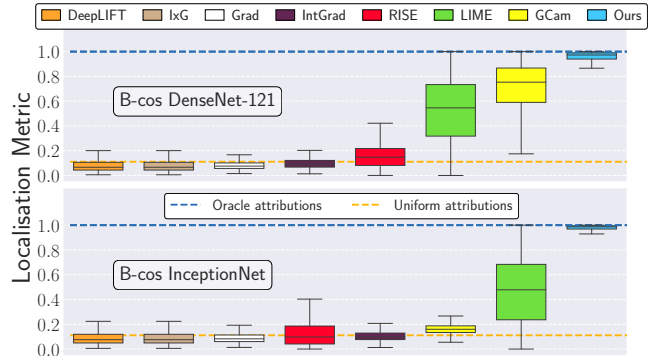 DeepLIFT IxG Grad IntGrad RISE LIME GCam Ours
Localisation Metric
1.0
0.8
0.6
0.4
0.2
0.0
B-cos DenseNet-121
Oracle attributions Uniform attributions
1.0
0.8
0.6
0.4
0.2
0.0
B-cos InceptionNet